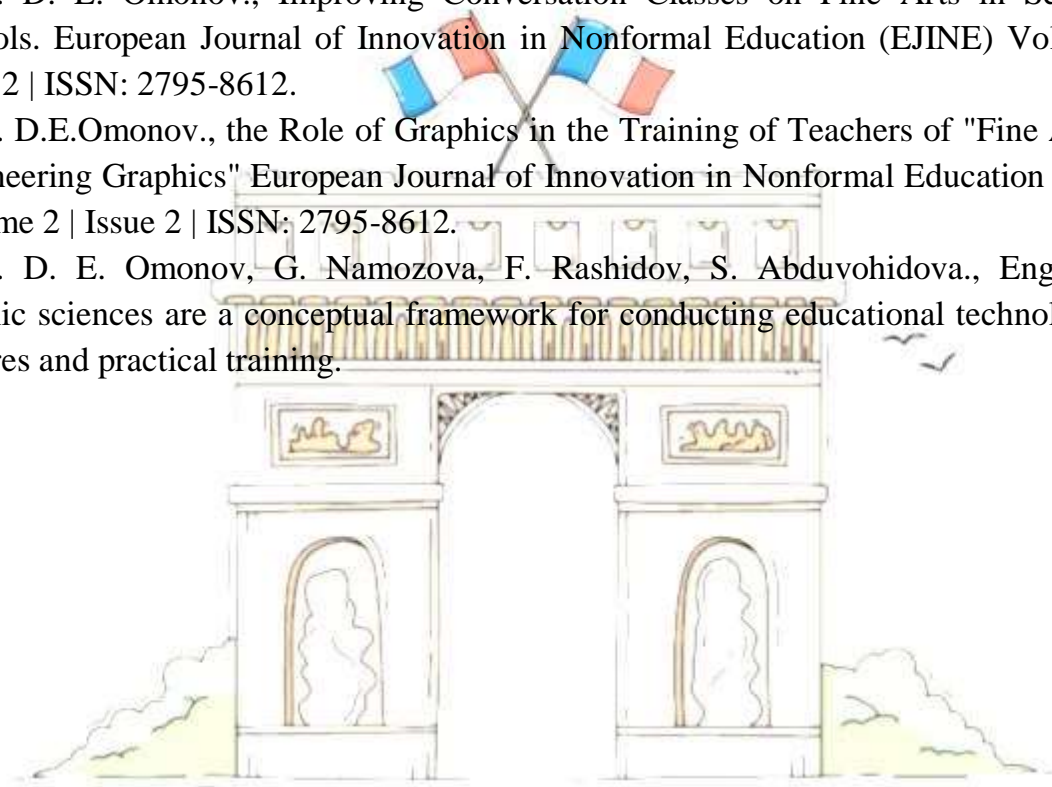 . D. E. Omonov., Improving Conversation Classes on Fine Arts in Se
ols. European Journal of Innovation in Nonformal Education (EJINE) Vol
2 | ISSN: 2795-8612.
. D.E.Omonov., the Role of Graphics in the Training of Teachers of "Fine A
neering Graphics" European Journal of Innovation in Nonformal Education
me 2 | Issue 2 | ISSN: 2795-8612.
. D. E. Omonov, G. Namozova, F. Rashidov, S. Abduvohidova., Eng
ic sciences are a conceptual framework for conducting educational technol
res and practical training.